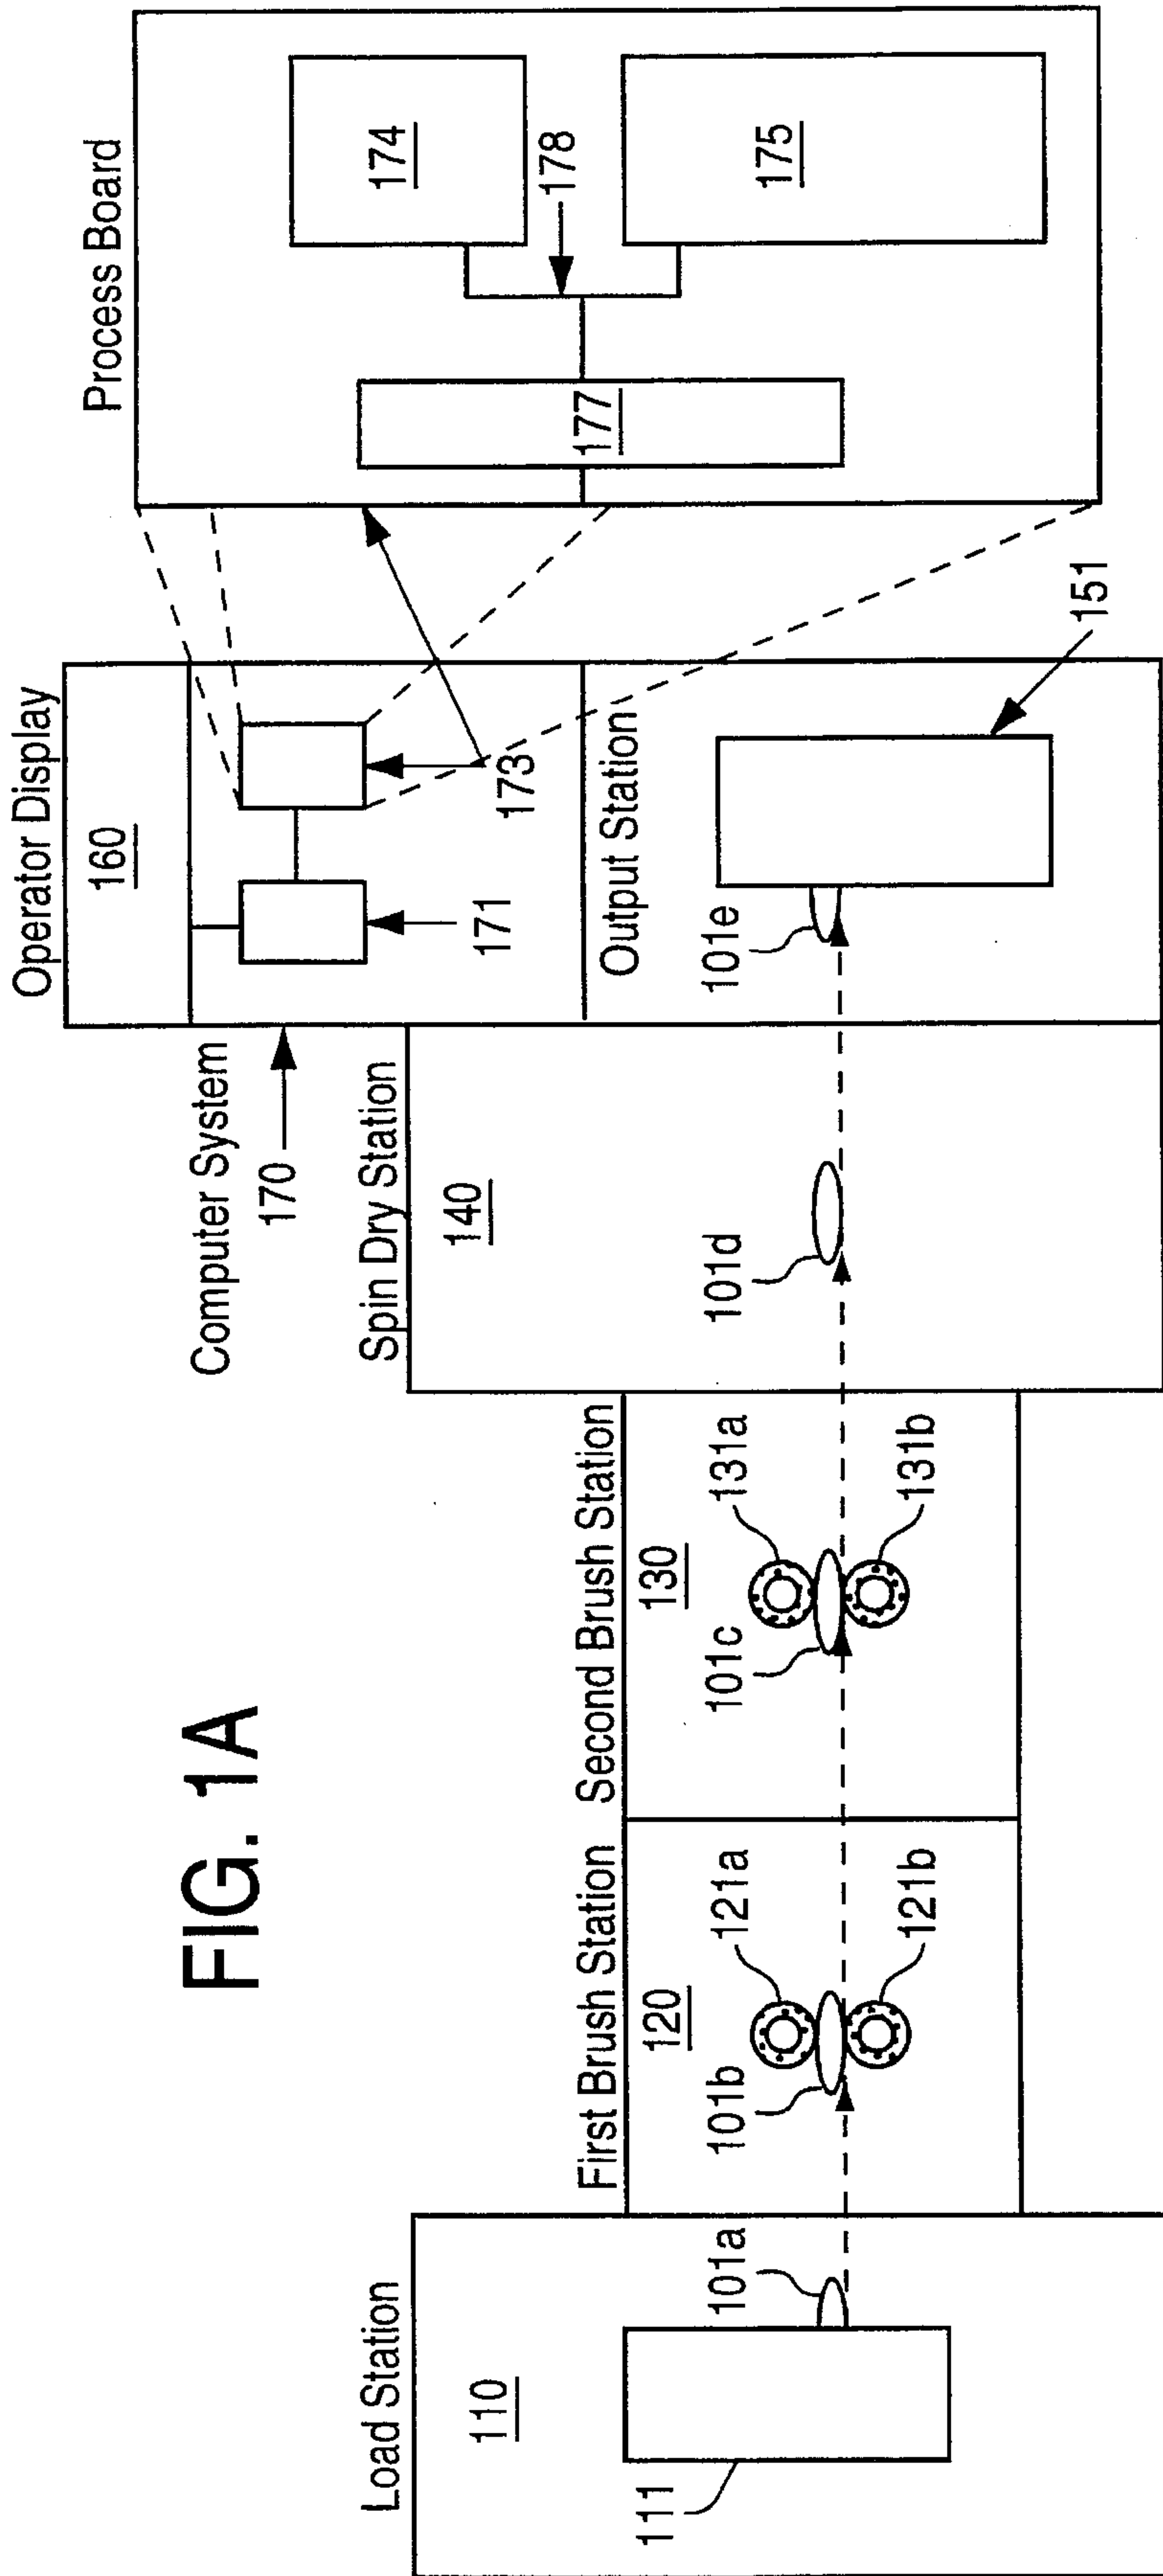 FIG. 1A
Load Station
110
111
101a
First Brush Station
120
121a
101b
121b
Second Brush Station
130
131a
101c
131b
Spin Dry Station
140
101d
Computer System
170
Operator Display
160
171
173
Output Station
101e
151
Process Board
174
178
177
175